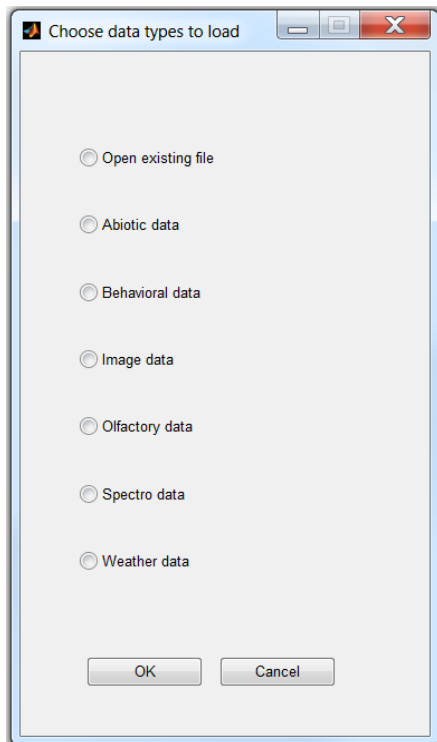 Choose data types to load
Open existing file
Abiotic data
Behavioral data
Image data
Olfactory data
Spectro data
Weather data
OK Cancel